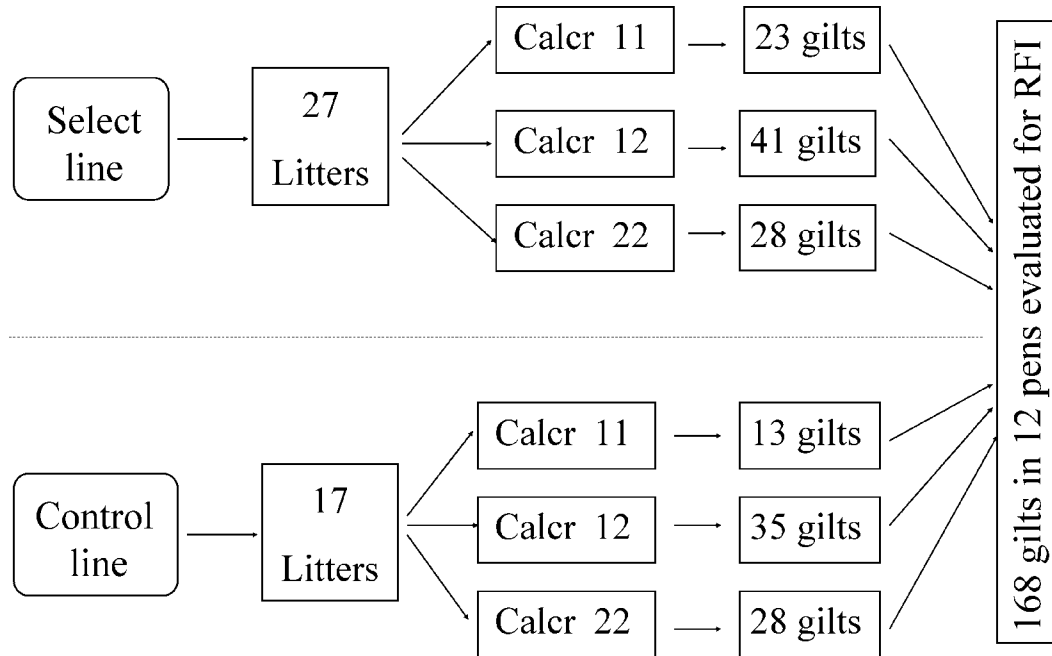 Select
line
27
Litters
Calcr 11
23 gilts
Calcr 12
41 gilts
Calcr 22
28 gilts
Control
line
17
Litters
Calcr 11
13 gilts
Calcr 12
35 gilts
Calcr 22
28 gilts
168 gilts in 12 pens evaluated for RFI